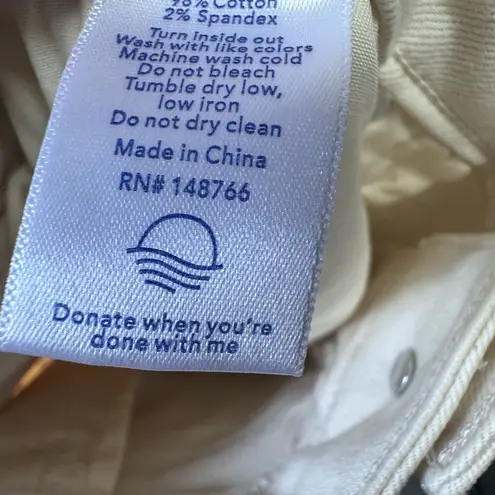 98% Cotton
2% Spandex
Turn inside out
Wash with like colors
Machine wash cold
Do not bleach
Tumble dry low,
low iron
Do not dry clean
Made in China
RN# 148766
Donate when you're
done with me